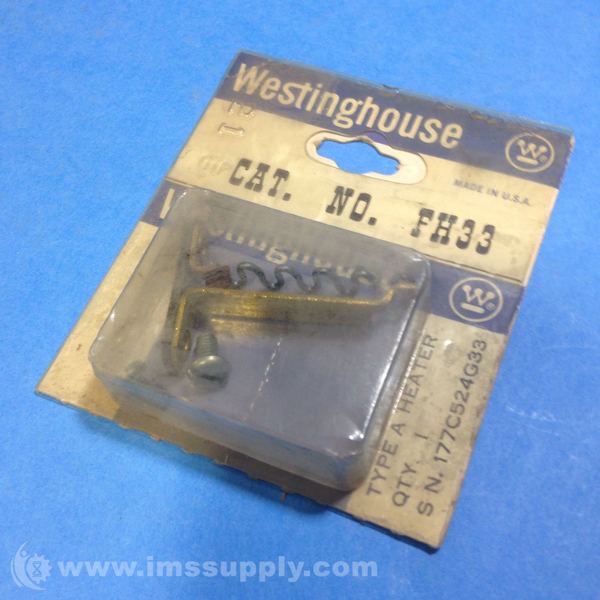 Westinghouse
MADE IN U.S.A.
CAT. NO. FH33
TYPE A HEATER
QTY. 1
S N. 177C524G33
www.imssupply.com